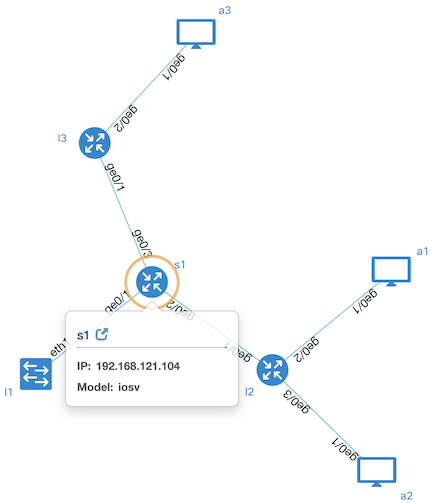 a3
ge0/1
ge0/2
l3
ge0/1
ge0/3
s1
a1
ge0/1
ge0/2
ge0/1
s1
IP: 192.168.121.104
Model: iosv
ge0/2
eth1
ge0/1
l1
l2
ge0/3
ge0/1
a2